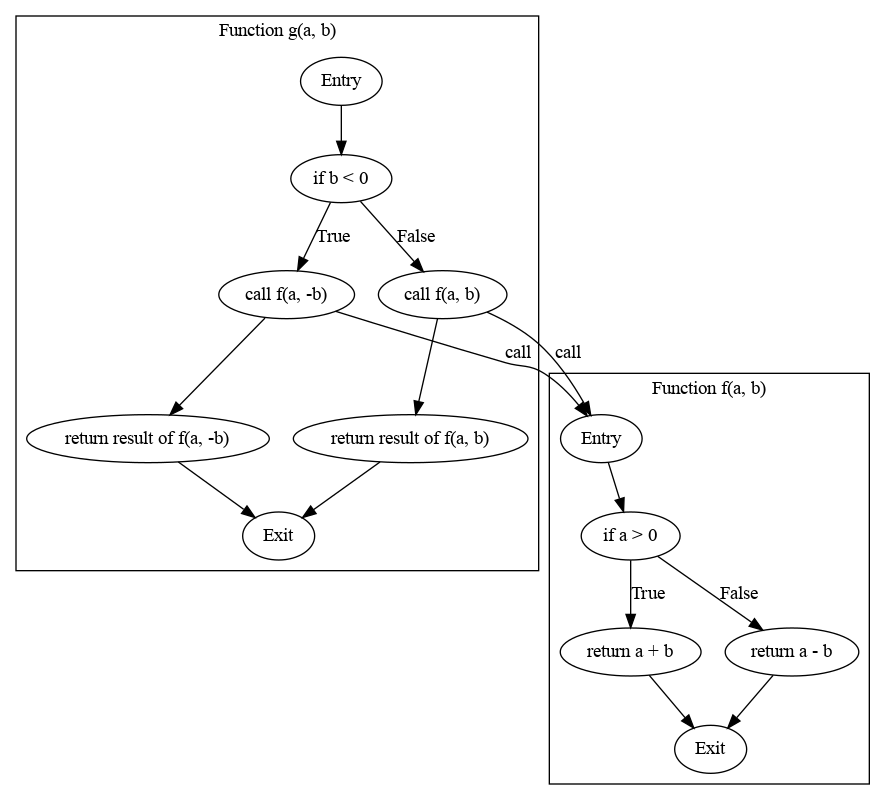 Function g(a, b)
Entry
if b < 0
True
False
call f(a, -b)
call f(a, b)
call
call
return result of f(a, -b)
return result of f(a, b)
Exit
Function f(a, b)
Entry
if a > 0
True
False
return a + b
return a - b
Exit